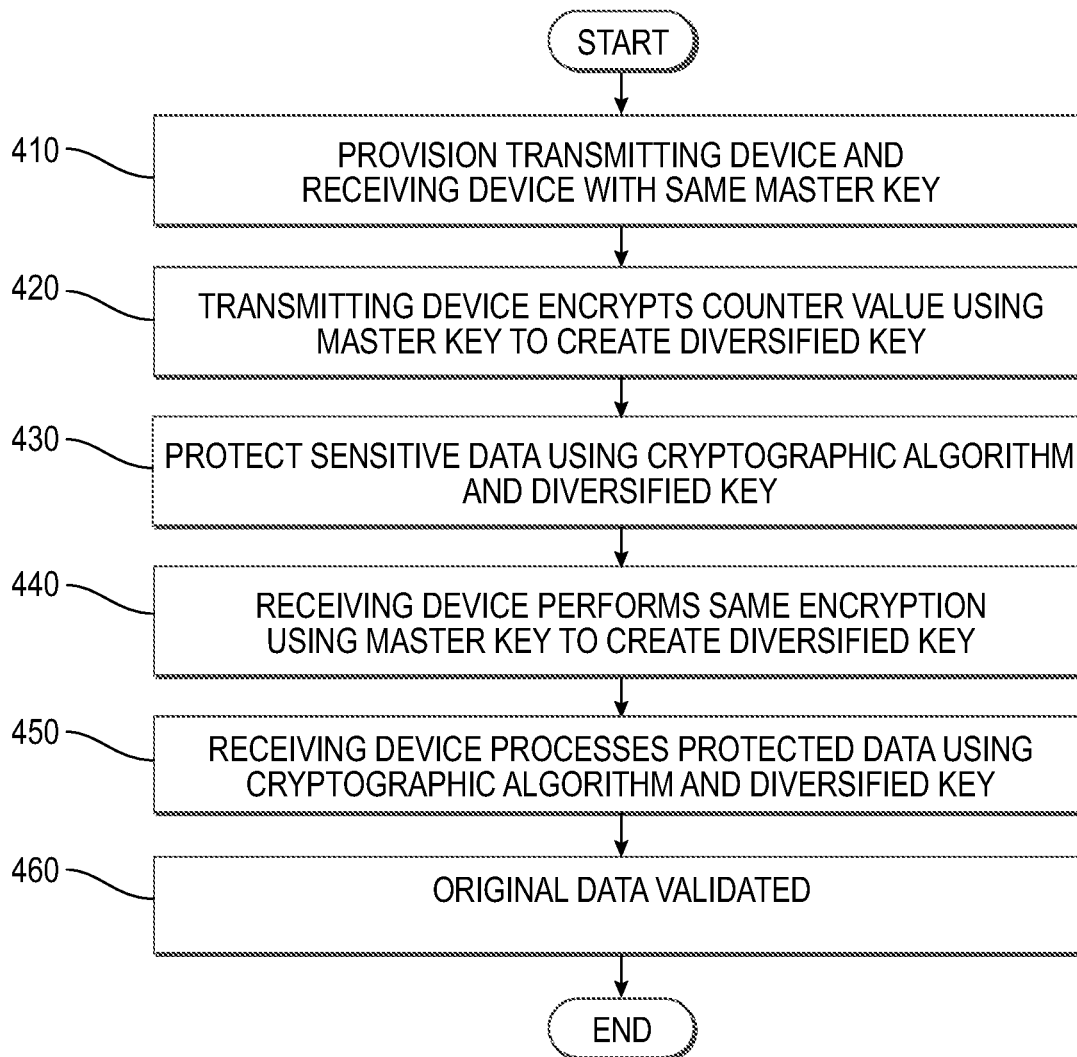 START
410
PROVISION TRANSMITTING DEVICE AND
RECEIVING DEVICE WITH SAME MASTER KEY
420
TRANSMITTING DEVICE ENCRYPTS COUNTER VALUE USING
MASTER KEY TO CREATE DIVERSIFIED KEY
430
PROTECT SENSITIVE DATA USING CRYPTOGRAPHIC ALGORITHM
AND DIVERSIFIED KEY
440
RECEIVING DEVICE PERFORMS SAME ENCRYPTION
USING MASTER KEY TO CREATE DIVERSIFIED KEY
450
RECEIVING DEVICE PROCESSES PROTECTED DATA USING
CRYPTOGRAPHIC ALGORITHM AND DIVERSIFIED KEY
460
ORIGINAL DATA VALIDATED
END